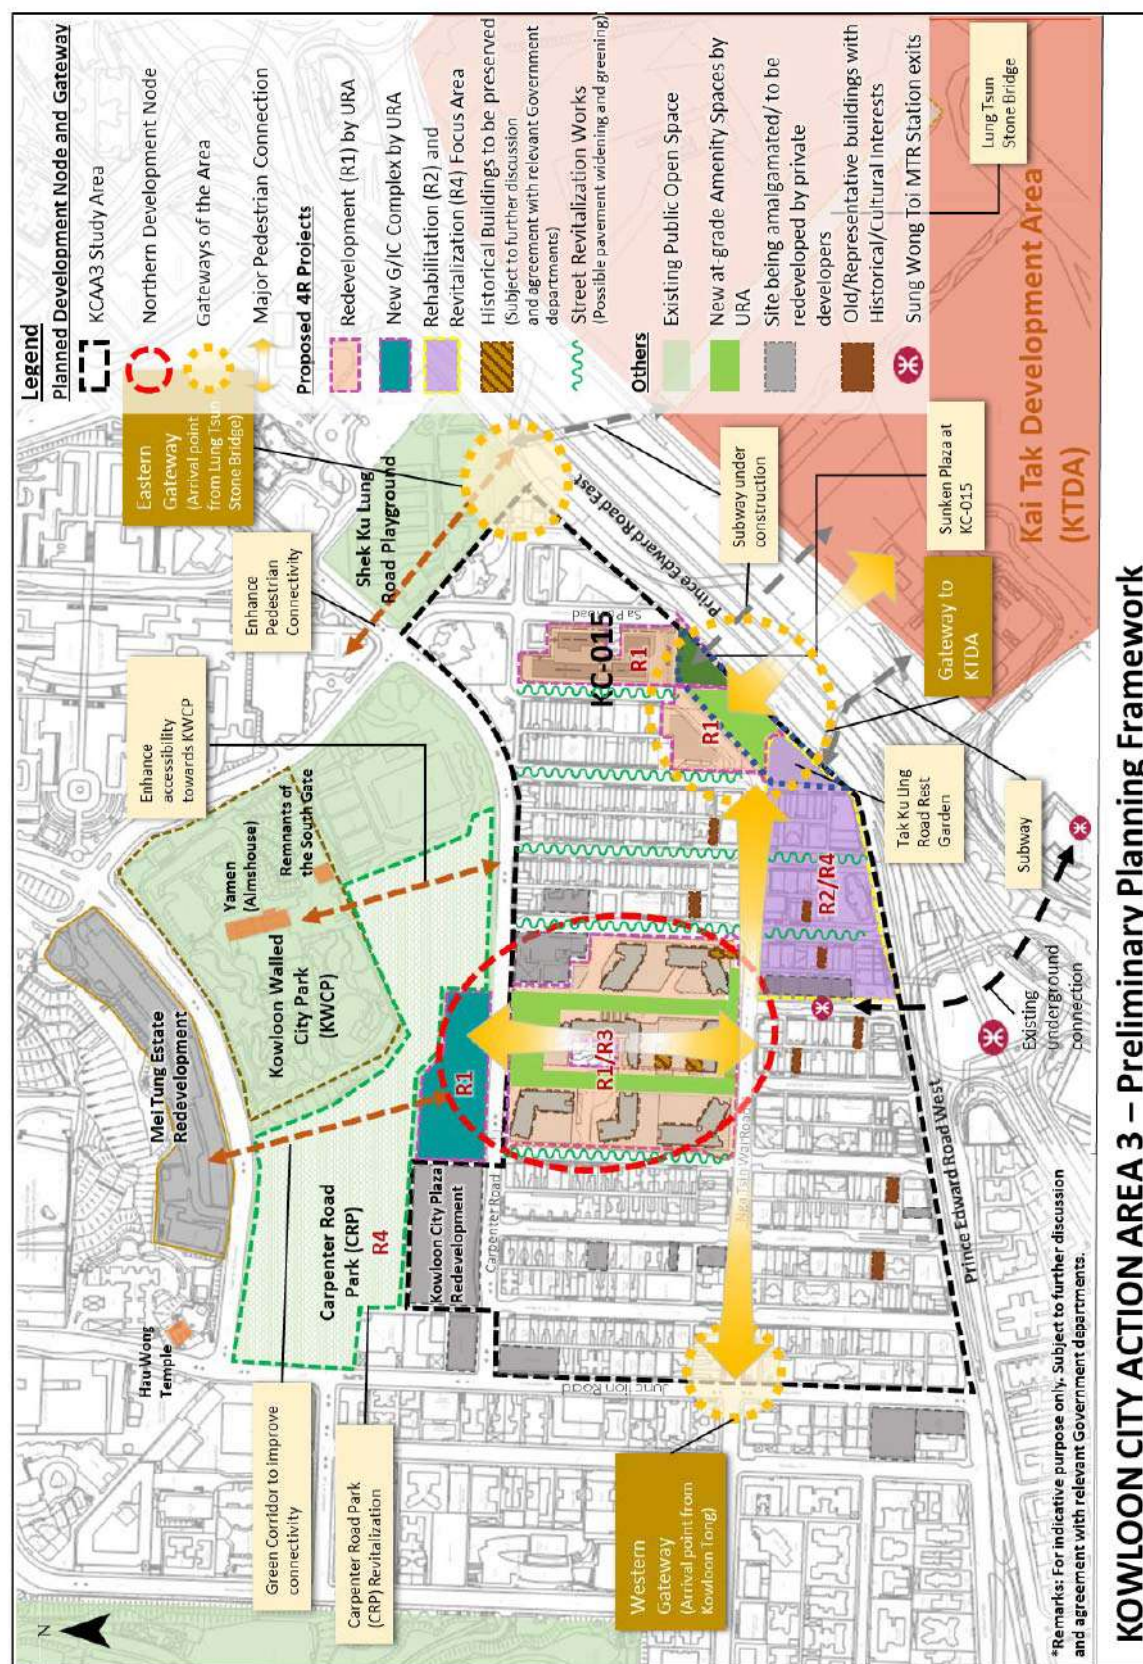 Legend
Planned Development Node and Gateway
KCAA3 Study Area
Northern Development Node
Gateways of the Area
Major Pedestrian Connection
Proposed 4R Projects
Redevelopment (R1) by URA
New G/IC Complex by URA
Rehabilitation (R2) and
Revitalization (R4) Focus Area
Historical Buildings to be preserved
(Subject to further discussion
and agreement with relevant Government
departments)
Street Revitalization Works
(Possible pavement widening and greening)
Others
Existing Public Open Space
New at-grade Amenity Spaces by
URA
Site being amalgamated/ to be
redeveloped by private
developers
Old/Representative buildings with
Historical/Cultural Interests
Sung Wong Toi MTR Station exits
N
Hau Wong
Temple
Mei Tung Estate
Redevelopment
Yamen
(Almshouse)
Remnants of
the South Gate
Kowloon Walled
City Park
(KWCP)
Enhance
accessibility
towards KWCP
Enhance
Pedestrian
Connectivity
Eastern
Gateway
(Arrival point
from Lung Tsun
Stone Bridge)
Shek Ku Lung
Road Playground
Green Corridor to improve
connectivity
Carpenter Road Park
(CRP) Revitalization
Carpenter Road
Park (CRP)
R4
Kowloon City Plaza
Redevelopment
R1
Carpenter Road
Junction Road
R1/R3
Nga Tsin Wai Road
KC-015
R1
R1
Sa Po Road
Prince Edward Road East
Subway under
construction
Sunken Plaza at
KC-015
Lung Tsun
Stone Bridge
Kai Tak Development Area
(KTDA)
Gateway to
KTDA
Tak Ku Ling
Road Rest
Garden
R2/R4
Subway
Existing
underground
connection
Prince Edward Road West
Western
Gateway
(Arrival point from
Kowloon Tong)
*Remarks: For indicative purpose only. Subject to further discussion
and agreement with relevant Government departments.
KOWLOON CITY ACTION AREA 3 – Preliminary Planning Framework